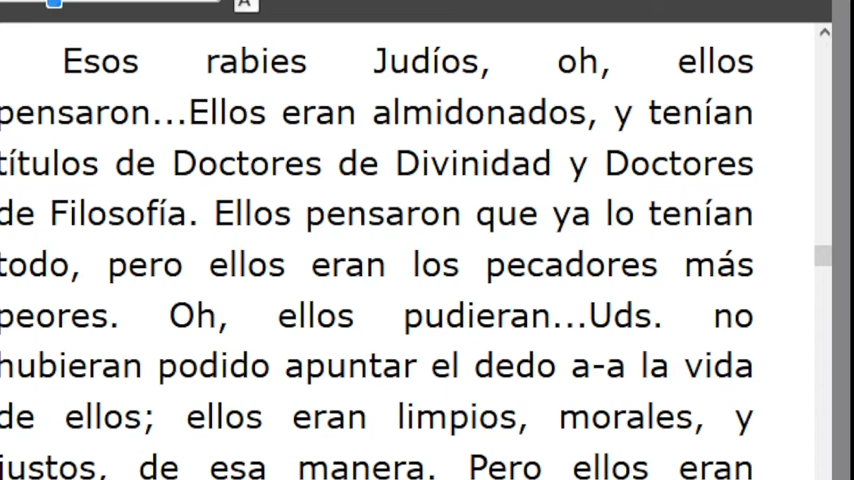 A
Esos rabies Judíos, oh, ellos
pensaron...Ellos eran almidonados, y tenían
títulos de Doctores de Divinidad y Doctores
de Filosofía. Ellos pensaron que ya lo tenían
todo, pero ellos eran los pecadores más
peores. Oh, ellos pudieran...Uds. no
hubieran podido apuntar el dedo a-a la vida
de ellos; ellos eran limpios, morales, y
justos, de esa manera. Pero ellos eran